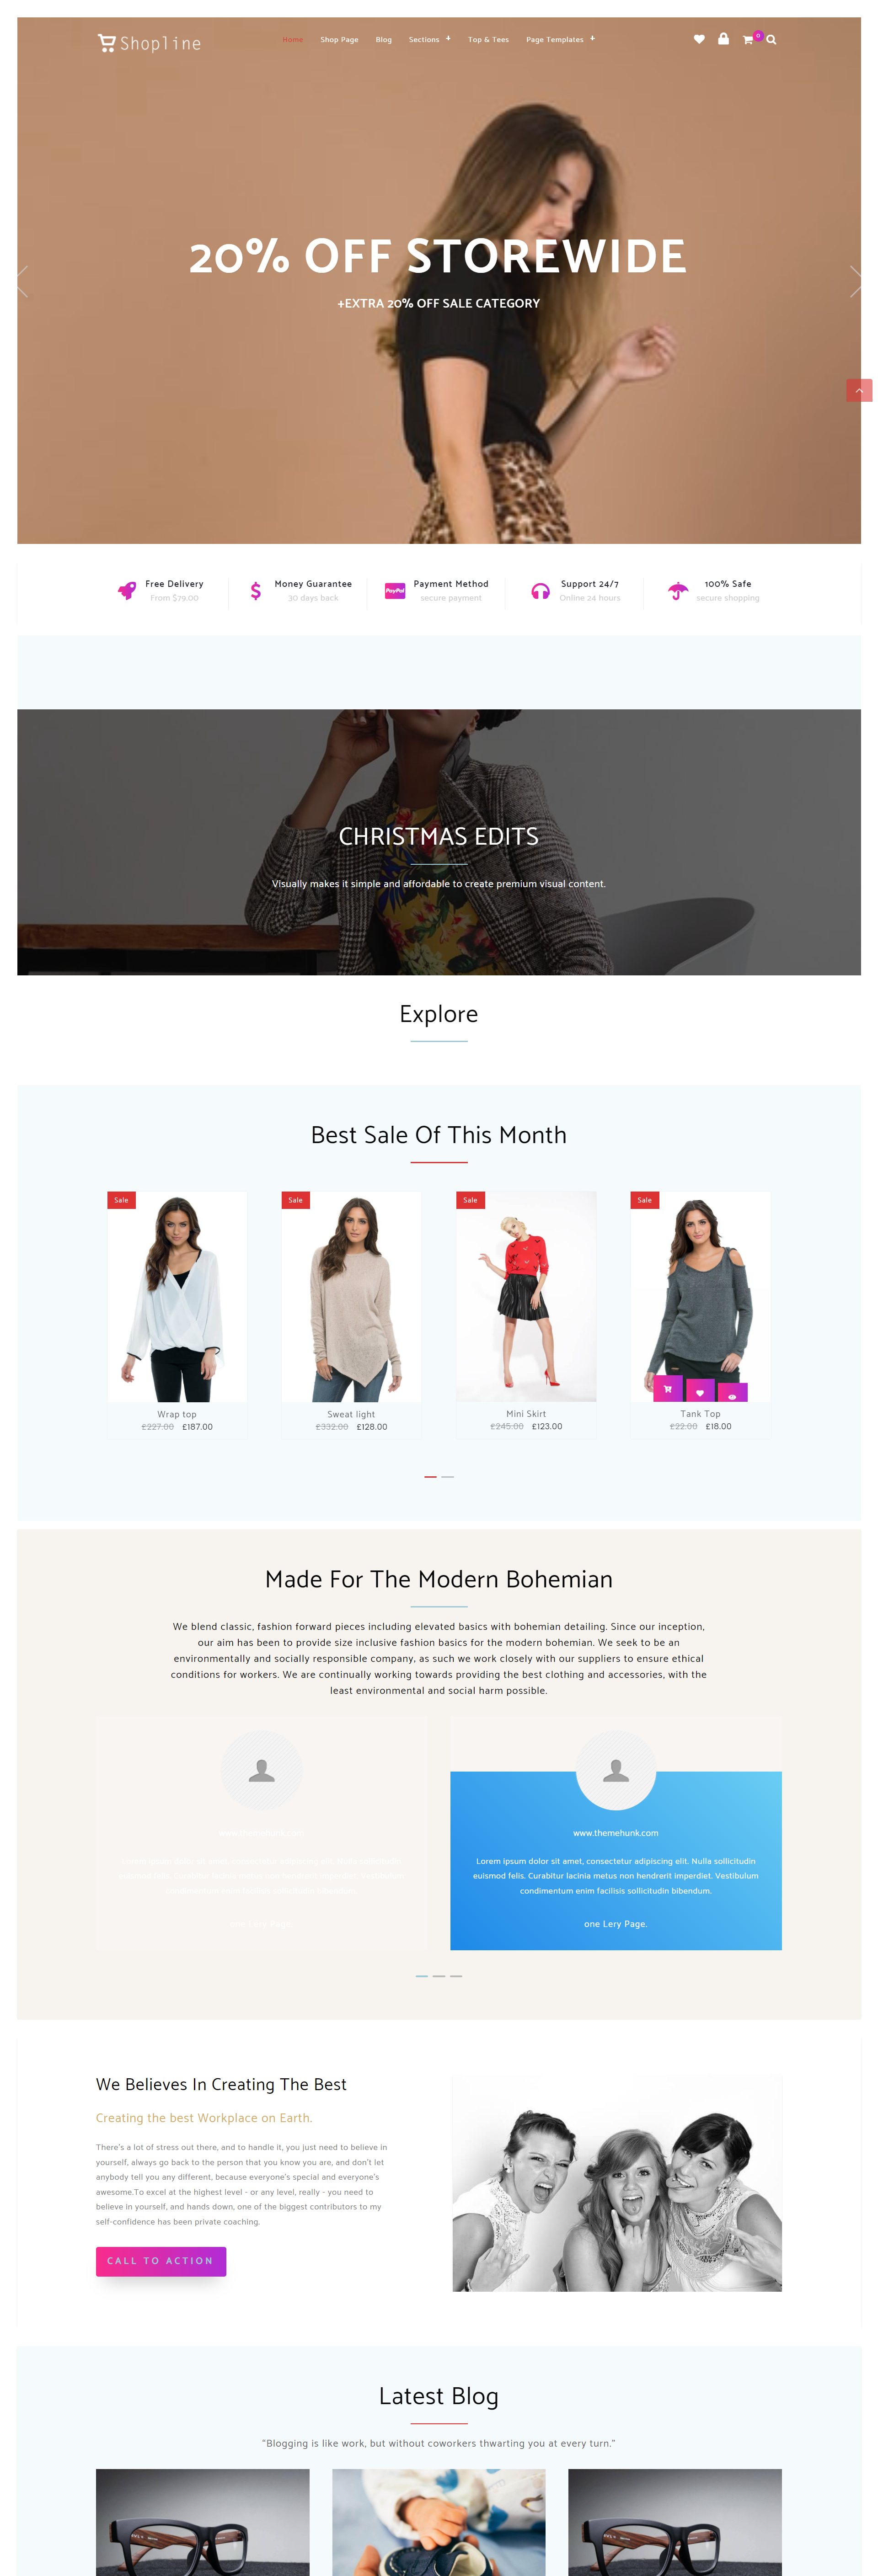 Shopline
Home Shop Page Blog Sections + Top & Tees Page Templates +
0
20% OFF STOREWIDE
+EXTRA 20% OFF SALE CATEGORY
Free Delivery
From $79.00
Money Guarantee
30 days back
PayPal
Payment Method
secure payment
Support 24/7
Online 24 hours
100% Safe
secure shopping
CHRISTMAS EDITS
Visually makes it simple and affordable to create premium visual content.
Explore
Best Sale Of This Month
Sale
Sale
Sale
Sale
Wrap top
£227.00 £187.00
Sweat light
£332.00 £128.00
Mini Skirt
£245.00 £123.00
Tank Top
£22.00 £18.00
Made For The Modern Bohemian
We blend classic, fashion forward pieces including elevated basics with bohemian detailing. Since our inception,
our aim has been to provide size inclusive fashion basics for the modern bohemian. We seek to be an
environmentally and socially responsible company, as such we work closely with our suppliers to ensure ethical
conditions for workers. We are continually working towards providing the best clothing and accessories, with the
least environmental and social harm possible.
www.themehunk.com
Lorem ipsum dolor sit amet, consectetur adipiscing elit. Nulla sollicitudin
euismod felis. Curabitur lacinia metus non hendrerit imperdiet. Vestibulum
condimentum enim facilisis sollicitudin bibendum.
one Lery Page.
We Believes In Creating The Best
Creating the best Workplace on Earth.
There's a lot of stress out there, and to handle it, you just need to believe in
yourself, always go back to the person that you know you are, and don't let
anybody tell you any different, because everyone's special and everyone's
awesome.To excel at the highest level - or any level, really - you need to
believe in yourself, and hands down, one of the biggest contributors to my
self-confidence has been private coaching.
CALL TO ACTION
Latest Blog
"Blogging is like work, but without coworkers thwarting you at every turn."